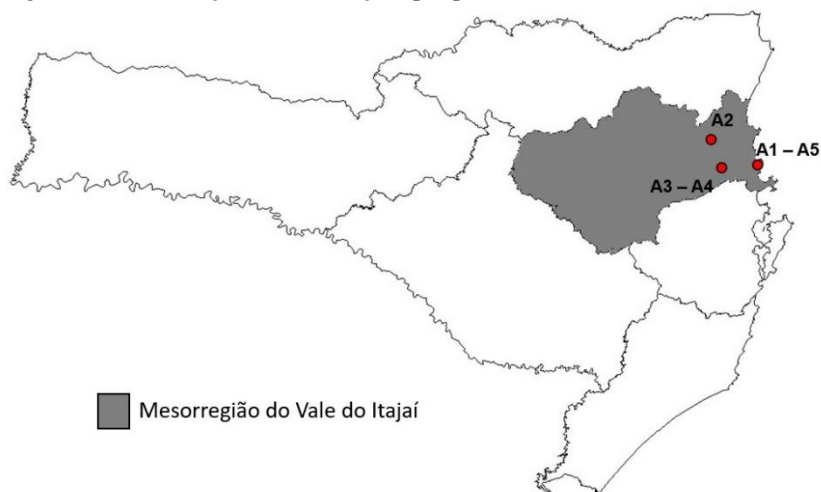 A2
A1 – A5
A3 – A4
Mesorregião do Vale do Itajaí